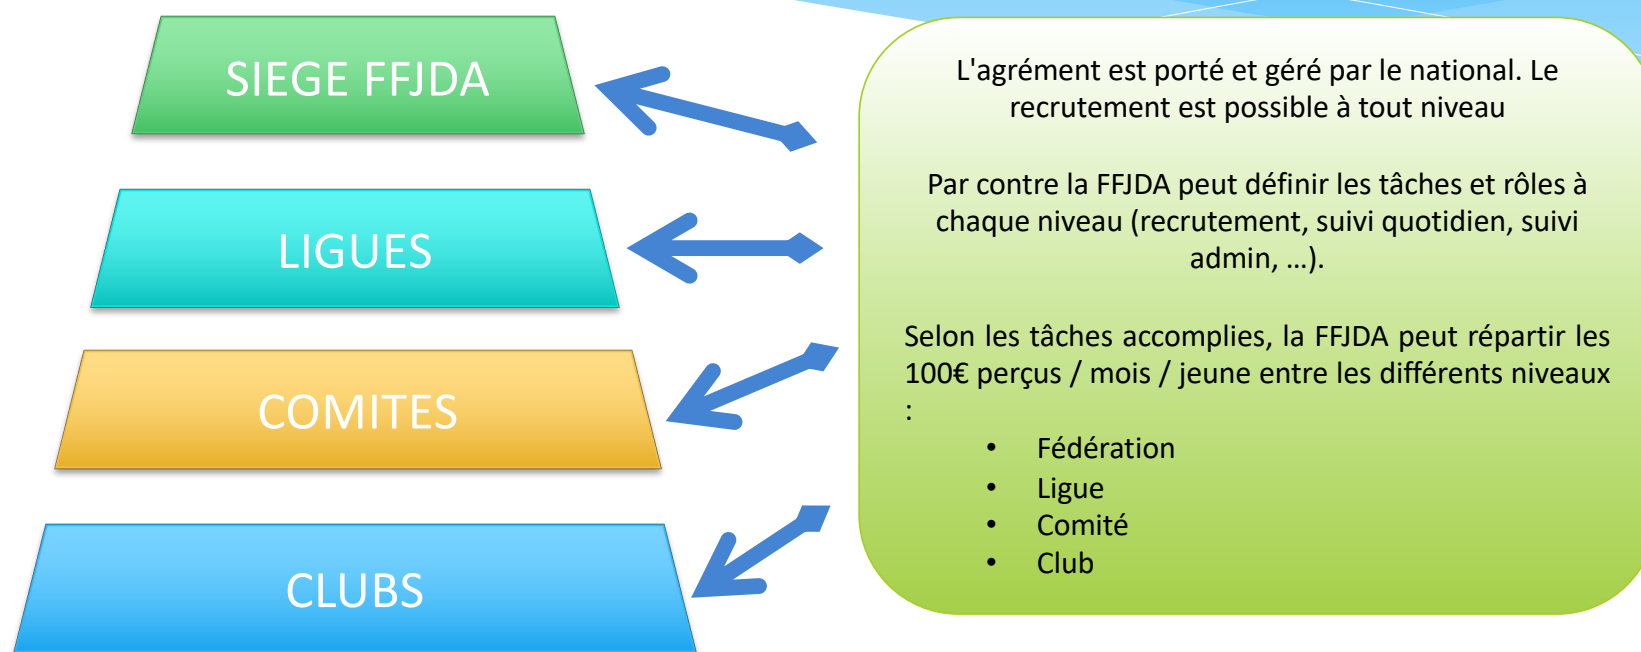 SIEGE FFJDA
LIGUES
COMITES
CLUBS
L'agrément est porté et géré par le national. Le
recrutement est possible à tout niveau
Par contre la FFJDA peut définir les tâches et rôles à
chaque niveau (recrutement, suivi quotidien, suivi
admin, ...).
Selon les tâches accomplies, la FFJDA peut répartir les
100€ perçus / mois / jeune entre les différents niveaux
:
• Fédération
• Ligue
• Comité
• Club